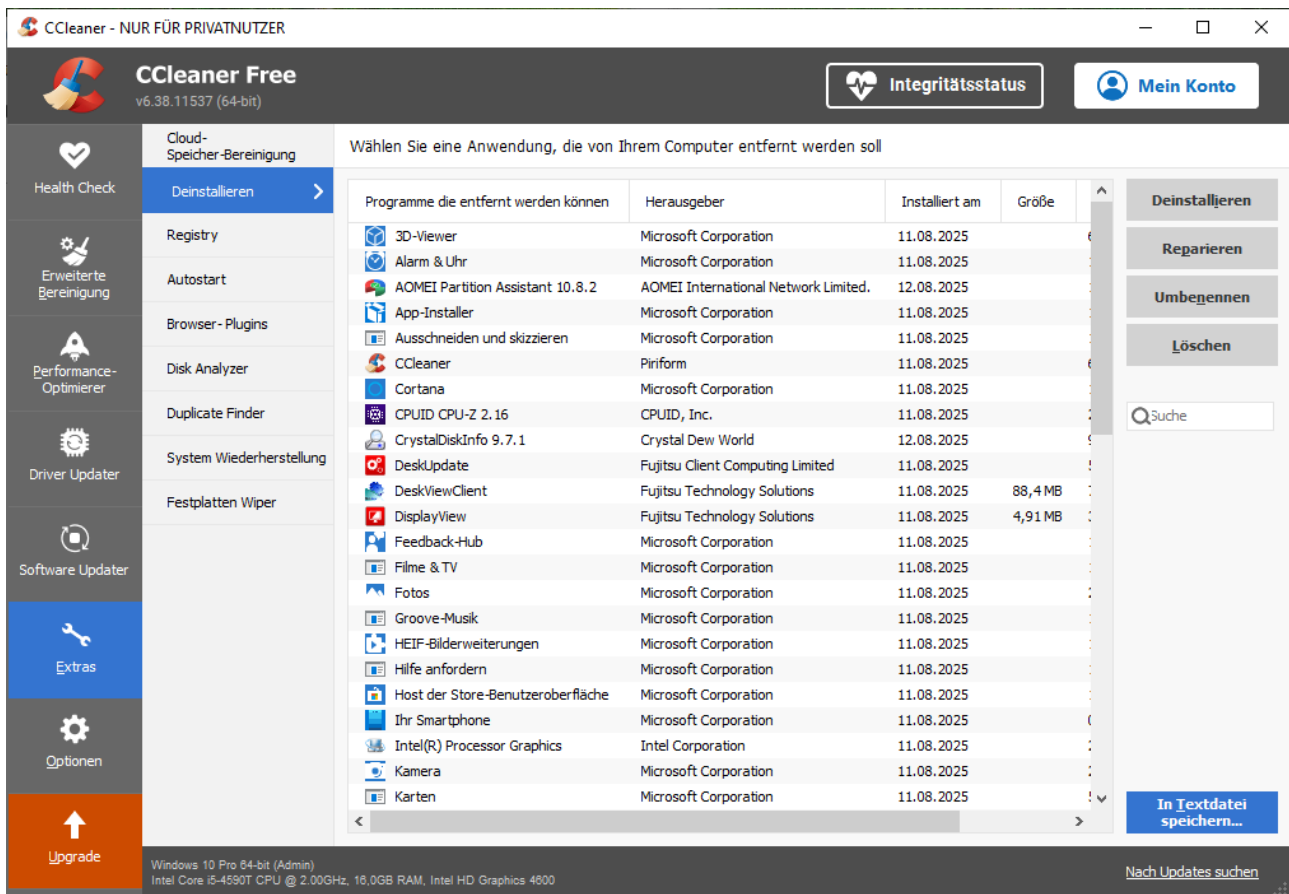 CCleaner - NUR FÜR PRIVATNUTZER
CCleaner Free
v6.38.11537 (64-bit)
Integritätsstatus
Mein Konto
Health Check
Erweiterte
Bereinigung
Performance-
Optimierer
Driver Updater
Software Updater
Extras
Optionen
Upgrade
Cloud-
Speicher-Bereinigung
Deinstallieren
Registry
Autostart
Browser-Plugins
Disk Analyzer
Duplicate Finder
System Wiederherstellung
Festplatten Wiper
Wählen Sie eine Anwendung, die von Ihrem Computer entfernt werden soll
Programme die entfernt werden können Herausgeber Installiert am Größe
3D-Viewer Microsoft Corporation 11.08.2025
Alarm & Uhr Microsoft Corporation 11.08.2025
AOMEI Partition Assistant 10.8.2 AOMEI International Network Limited. 12.08.2025
App-Installer Microsoft Corporation 11.08.2025
Ausschneiden und skizzieren Microsoft Corporation 11.08.2025
CCleaner Piriform 11.08.2025
Cortana Microsoft Corporation 11.08.2025
CPUID CPU-Z 2.16 CPUID, Inc. 11.08.2025
CrystalDiskInfo 9.7.1 Crystal Dew World 12.08.2025
DeskUpdate Fujitsu Client Computing Limited 11.08.2025
DeskViewClient Fujitsu Technology Solutions 11.08.2025 88,4 MB
DisplayView Fujitsu Technology Solutions 11.08.2025 4,91 MB
Feedback-Hub Microsoft Corporation 11.08.2025
Filme & TV Microsoft Corporation 11.08.2025
Fotos Microsoft Corporation 11.08.2025
Groove-Musik Microsoft Corporation 11.08.2025
HEIF-Bilderweiterungen Microsoft Corporation 11.08.2025
Hilfe anfordern Microsoft Corporation 11.08.2025
Host der Store-Benutzeroberfläche Microsoft Corporation 11.08.2025
Ihr Smartphone Microsoft Corporation 11.08.2025
Intel(R) Processor Graphics Intel Corporation 11.08.2025
Kamera Microsoft Corporation 11.08.2025
Karten Microsoft Corporation 11.08.2025
Deinstallieren
Reparieren
Umbenennen
Löschen
Suche
In Textdatei
speichern...
Windows 10 Pro 64-bit (Admin)
Intel Core i5-4590T CPU @ 2.00GHz, 16,0GB RAM, Intel HD Graphics 4600
Nach Updates suchen